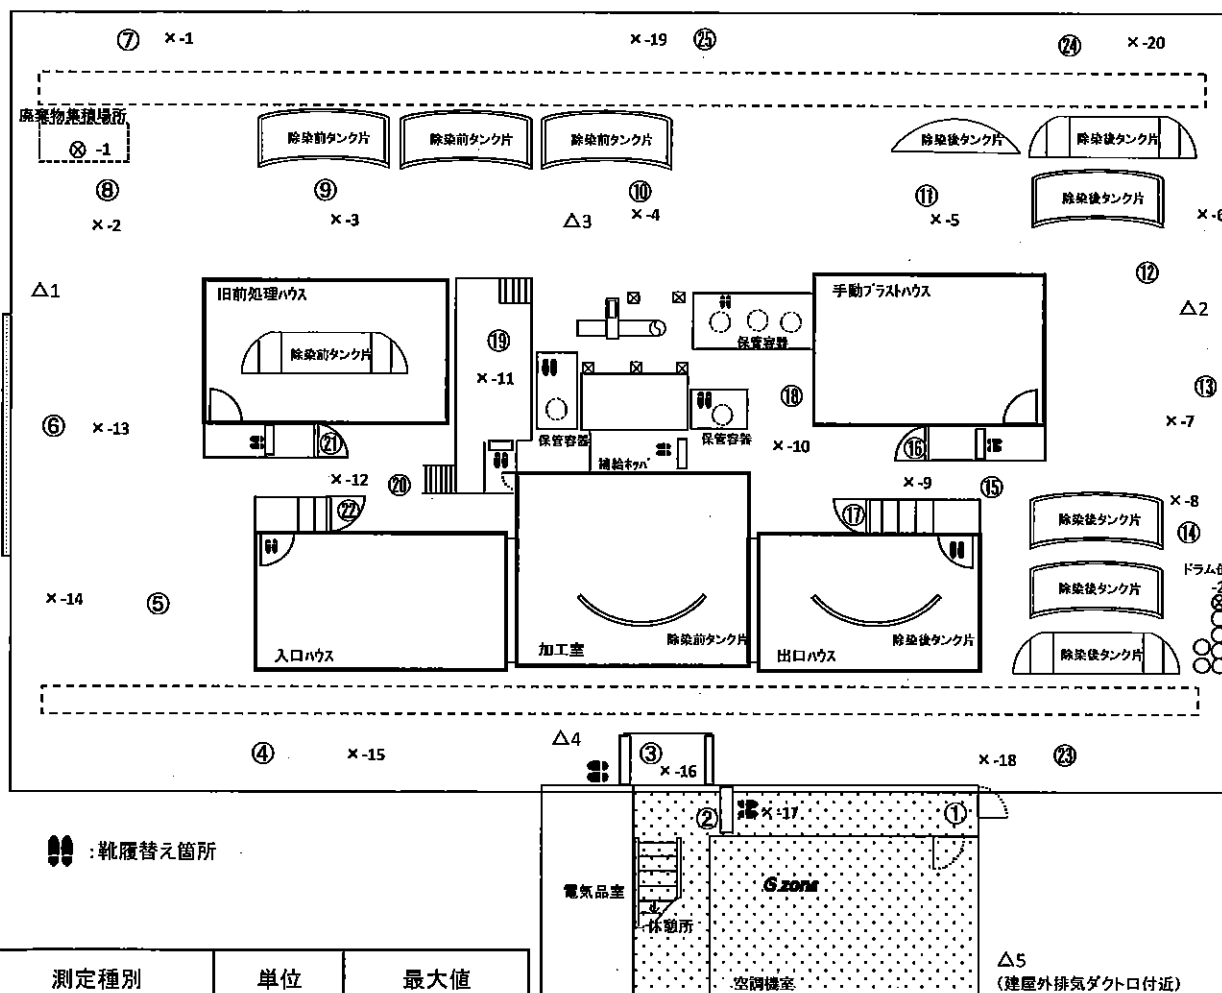 ⑦ ×-1 ×-19 ㉕ ㉔ ×-20
廃棄物集積場所
⊗ -1
除染前タンク片 除染前タンク片 除染前タンク片 除染後タンク片 除染後タンク片
⑧ ⑨ ⑩ ⑪ 除染後タンク片
×-2 ×-3 △3 ×-4 ×-5 ×-6
⑫
△1 旧前処理ハウス 手動ブラストハウス △2
保管容器
⑲ 除染前タンク片
×-11 ⑱ ⑬
⑥ ×-13 ㉑ 保管容器 保管容器 ×-10 ⑯ ×-7
補給ホッパ
×-12 ⑳ ×-9 ⑮
㉒ ⑰ 除染後タンク片 ×-8
⑭
ドラム缶
×-14 ⑤ 除染後タンク片 -2
入口ハウス 加工室 除染前タンク片 出口ハウス 除染後タンク片 除染後タンク片
④ ×-15 △4 ③ ×-16 ×-18 ㉓
② ×-17 ①
:靴履替え箇所
電気品室 G zone
休憩所
測定種別 単位 最大値 空調機室 △5
(建屋外排気ダクト口付近)